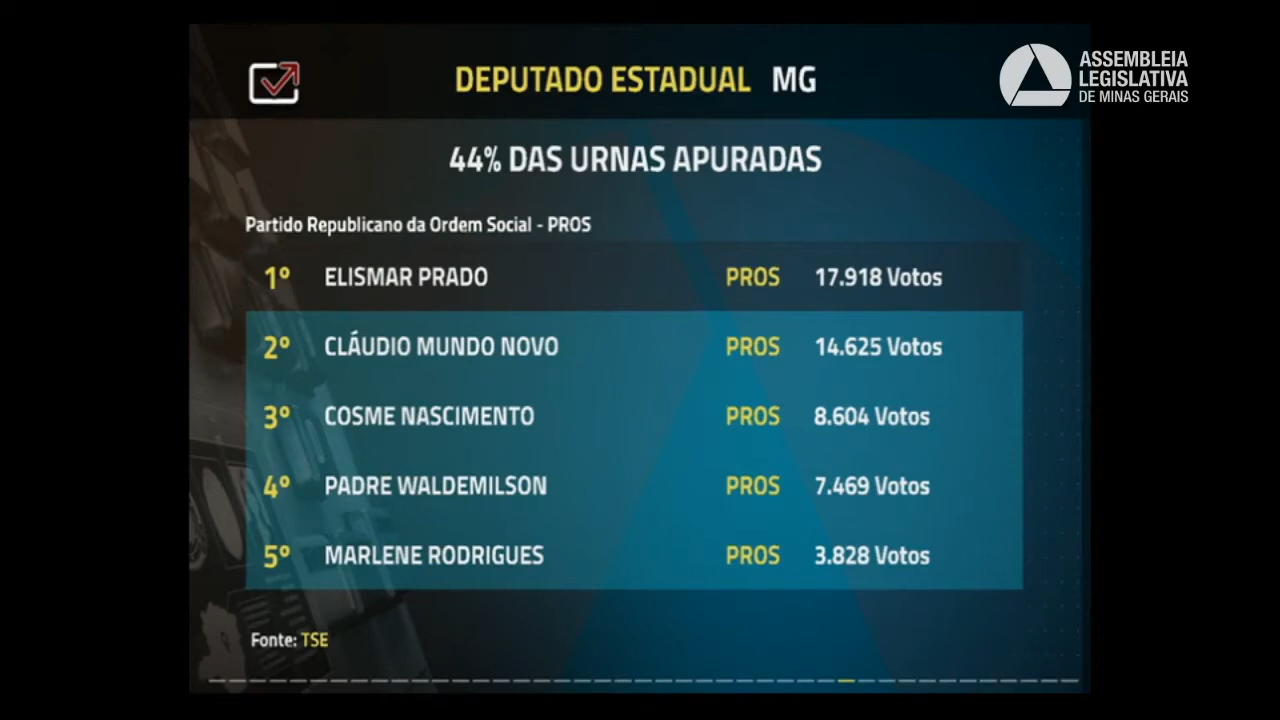 DEPUTADO ESTADUAL MG
ASSEMBLEIA
LEGISLATIVA
DE MINAS GERAIS
44% DAS URNAS APURADAS
Partido Republicano da Ordem Social - PROS
1º ELISMAR PRADO PROS 17.918 Votos
2º CLÁUDIO MUNDO NOVO PROS 14.625 Votos
3º COSME NASCIMENTO PROS 8.604 Votos
4º PADRE WALDEMILSON PROS 7.469 Votos
5º MARLENE RODRIGUES PROS 3.828 Votos
Fonte: TSE